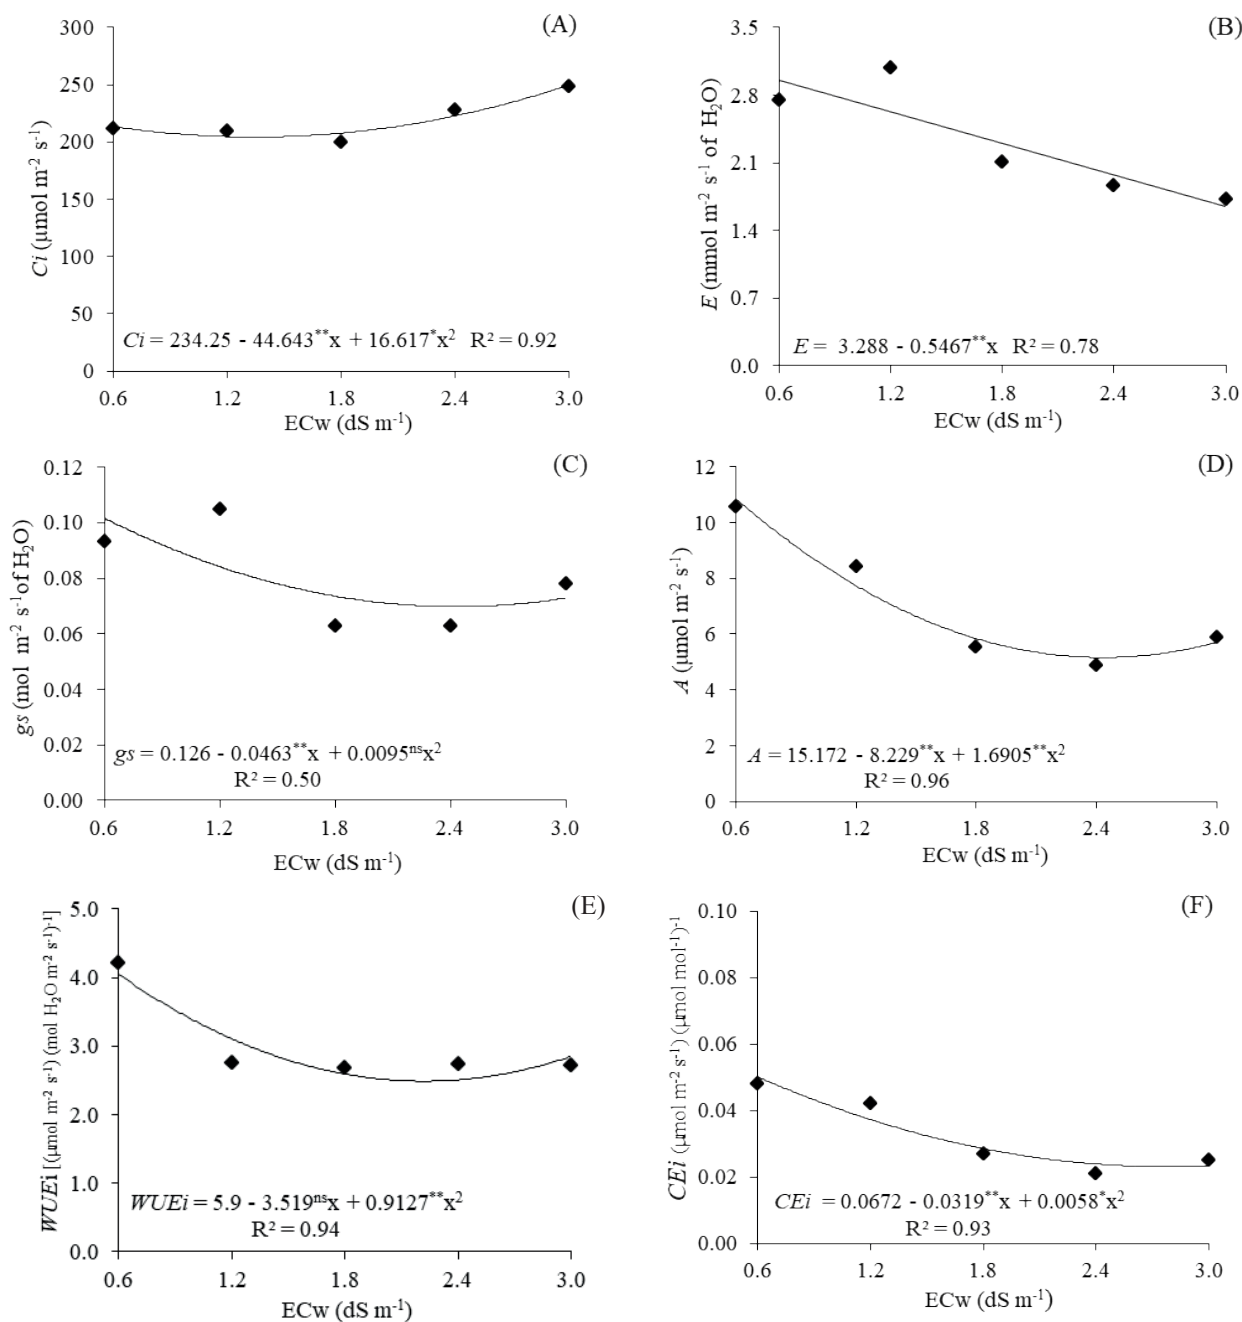 (A)
300
250
200
150
100
50
0
Ci (µmol m⁻² s⁻¹)
Ci = 234.25 - 44.643**x + 16.617*x² R² = 0.92
0.6 1.2 1.8 2.4 3.0
ECw (dS m⁻¹)
(B)
3.5
2.8
2.1
1.4
0.7
0.0
E (mmol m⁻² s⁻¹ of H₂O)
E = 3.288 - 0.5467**x R² = 0.78
0.6 1.2 1.8 2.4 3.0
ECw (dS m⁻¹)
(C)
0.12
0.10
0.08
0.06
0.04
0.02
0.00
gs (mol m⁻² s⁻¹ of H₂O)
gs = 0.126 - 0.0463**x + 0.0095ⁿˢx²
R² = 0.50
0.6 1.2 1.8 2.4 3.0
ECw (dS m⁻¹)
(D)
12
10
8
6
4
2
0
A (µmol m⁻² s⁻¹)
A = 15.172 - 8.229**x + 1.6905**x²
R² = 0.96
0.6 1.2 1.8 2.4 3.0
ECw (dS m⁻¹)
(E)
5.0
4.0
3.0
2.0
1.0
0.0
WUEi [(µmol m⁻² s⁻¹) (mol H₂O m⁻² s⁻¹)⁻¹]
WUEi = 5.9 - 3.519ⁿˢx + 0.9127**x²
R² = 0.94
0.6 1.2 1.8 2.4 3.0
ECw (dS m⁻¹)
(F)
0.10
0.08
0.06
0.04
0.02
0.00
CEi (µmol m⁻² s⁻¹) (µmol mol⁻¹)⁻¹
CEi = 0.0672 - 0.0319**x + 0.0058*x²
R² = 0.93
0.6 1.2 1.8 2.4 3.0
ECw (dS m⁻¹)